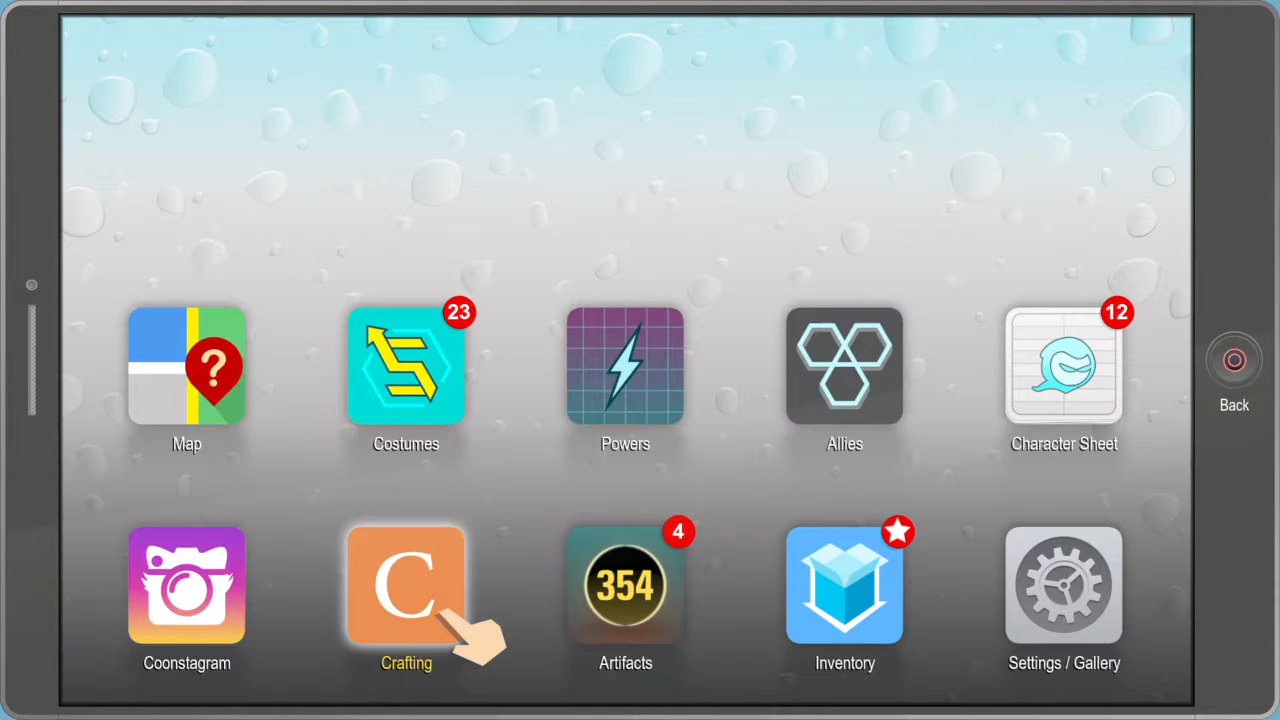 23
12
?
Map
Costumes
Powers
Allies
Character Sheet
Back
4
C
354
Coonstagram
Crafting
Artifacts
Inventory
Settings / Gallery